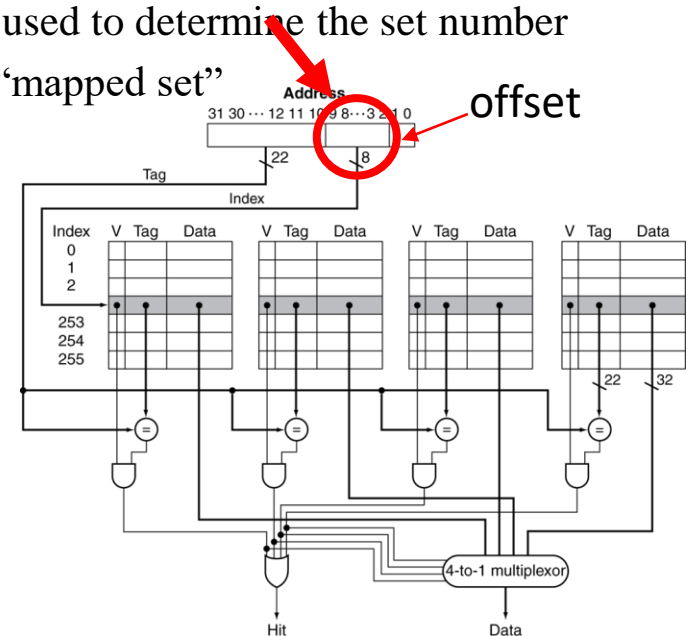 used to determine the set number
“mapped set”
Address
offset
31 30 ··· 12 11 10 9 8···3 2 1 0
22
8
Tag
Index
Index V Tag Data V Tag Data V Tag Data V Tag Data
0
1
2
253
254
255
22
32
= = = =
4-to-1 multiplexor
Hit
Data